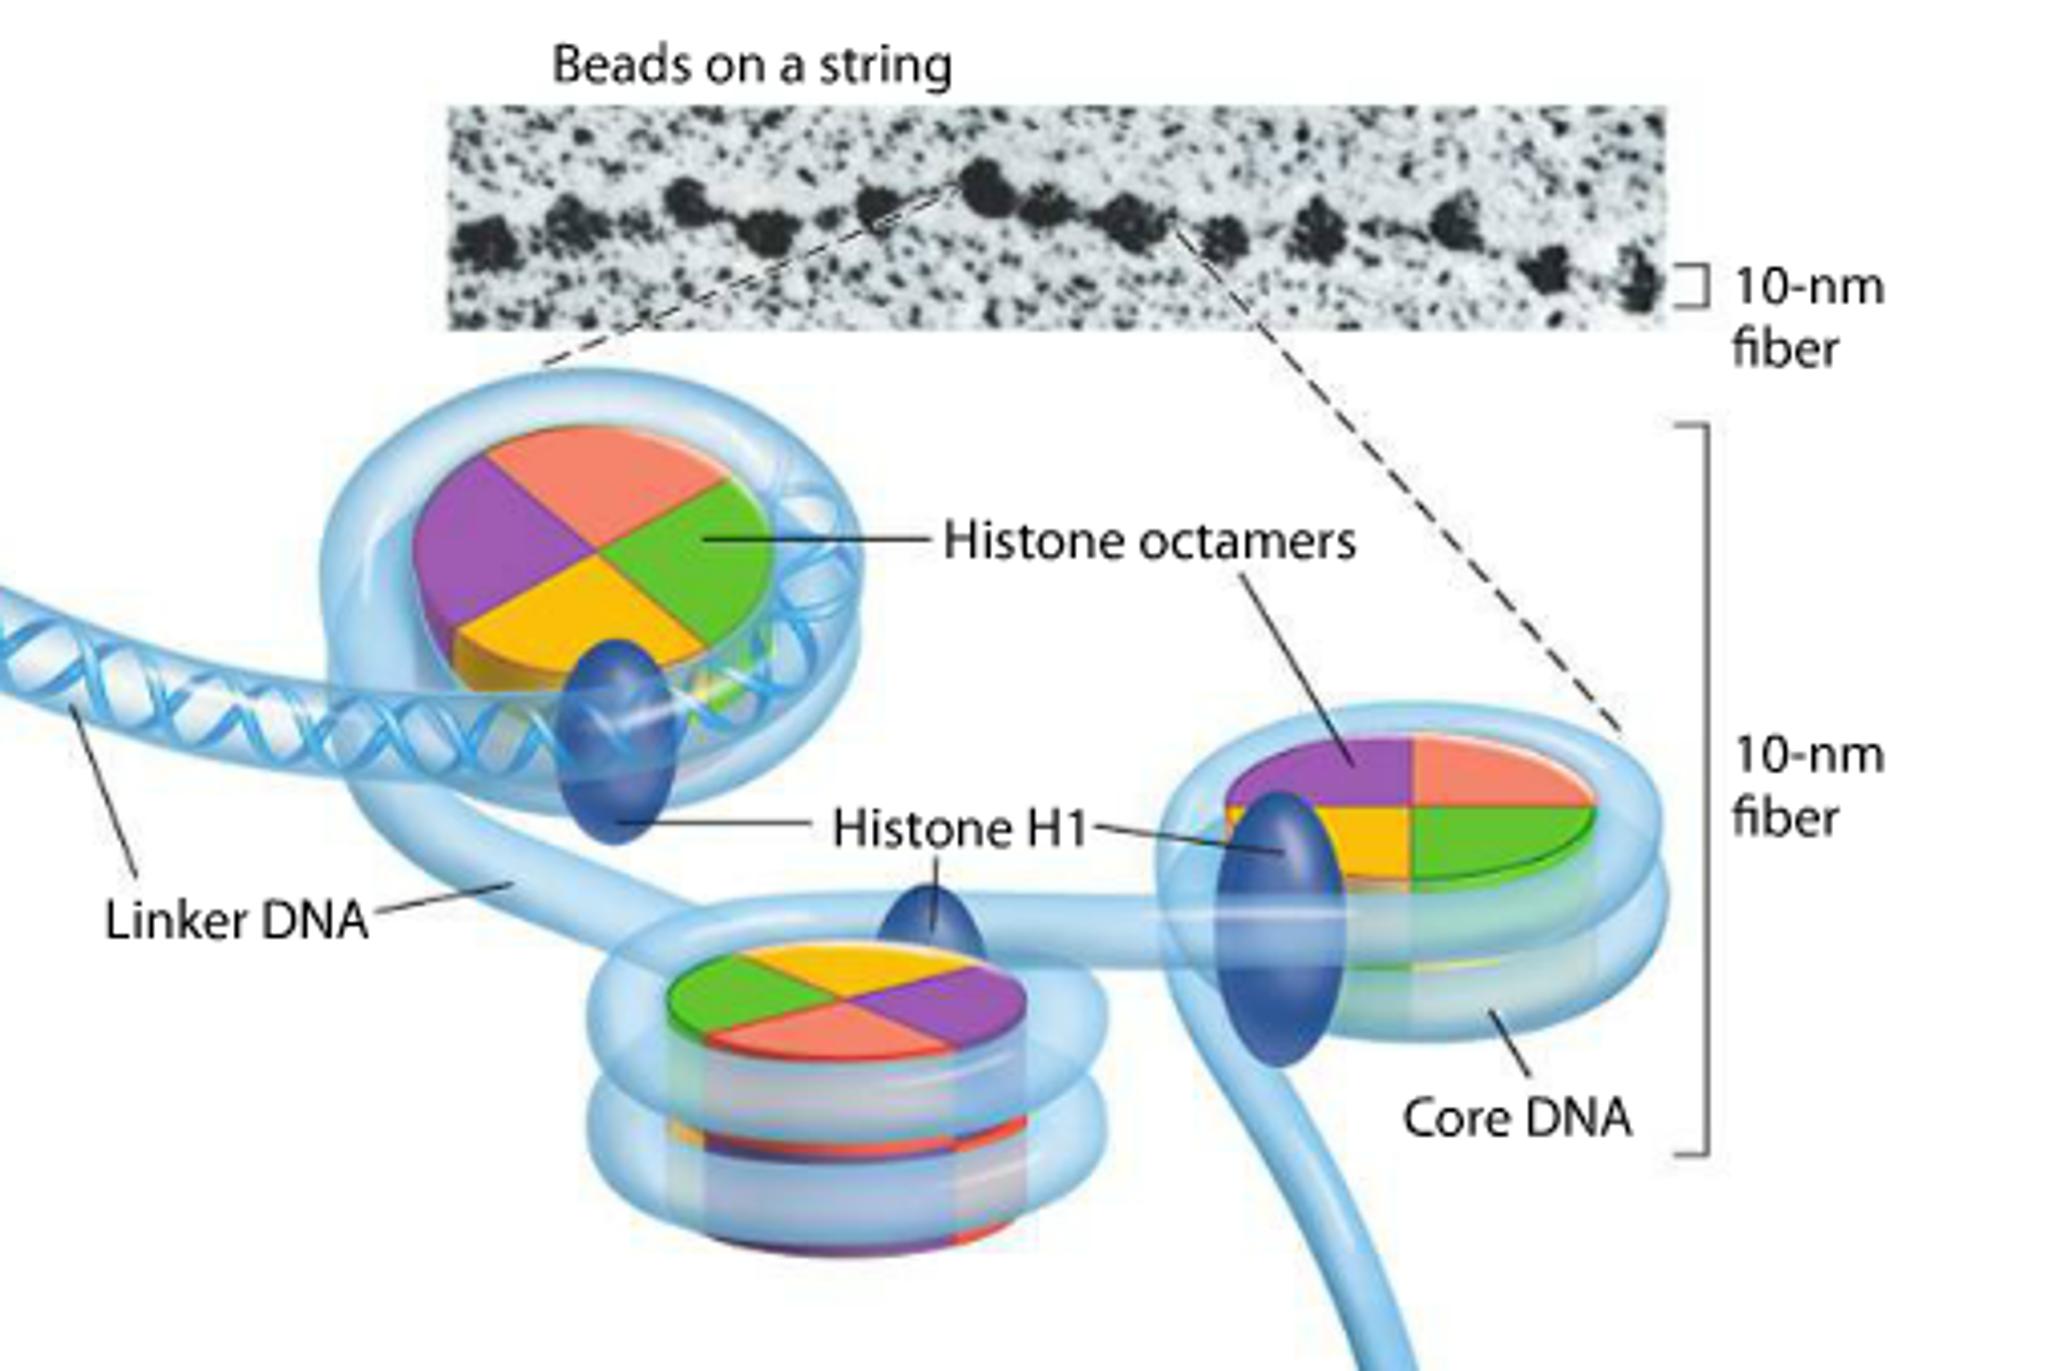 Beads on a string
10-nm
fiber
Histone octamers
10-nm
fiber
Histone H1
Linker DNA
Core DNA